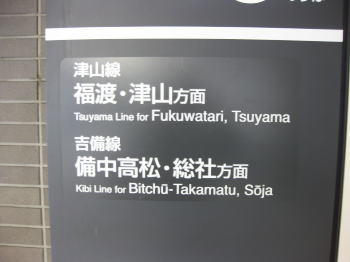 津山線
福渡・津山方面
Tsuyama Line for Fukuwatari, Tsuyama
吉備線
備中高松・総社方面
Kibi Line for Bitchū-Takamatu, Sōja